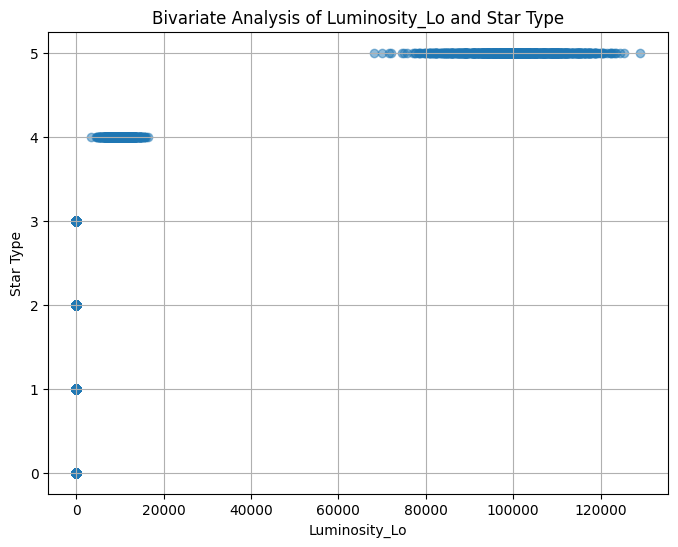 Bivariate Analysis of Luminosity_Lo and Star Type
5
4
3
2
1
0
Star Type
0 20000 40000 60000 80000 100000 120000
Luminosity_Lo